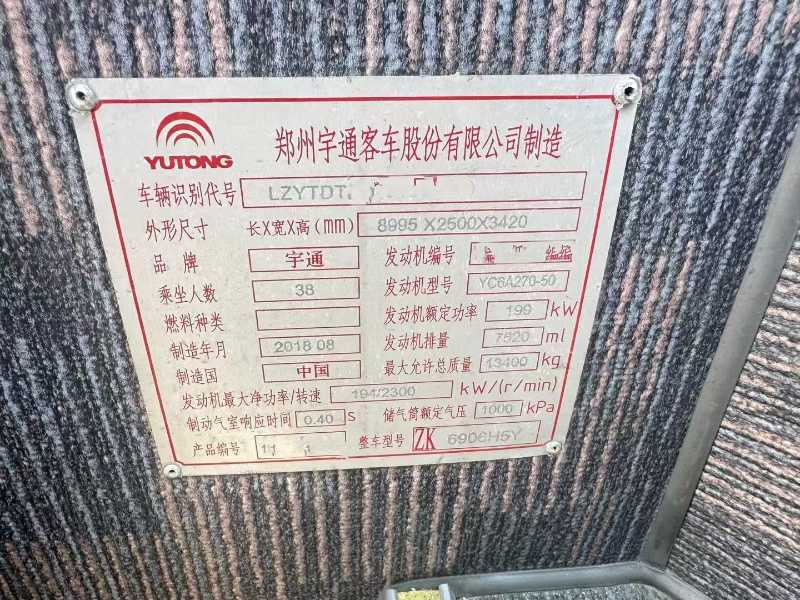 YUTONG
郑州宇通客车股份有限公司制造
车辆识别代号 LZYTDT
外形尺寸 长X宽X高(mm) 8995 X2500X3420
品牌 宇通 发动机编号
乘坐人数 38 发动机型号 YC6A270-50
燃料种类 发动机额定功率 199 kW
制造年月 2018 08 发动机排量 7520 ml
制造国 中国 最大允许总质量 13400 kg
发动机最大净功率/转速 194/2300 kW/(r/min)
制动气室响应时间 0.40 S 储气筒额定气压 1000 kPa
产品编号 整车型号 ZK 6906H5Y